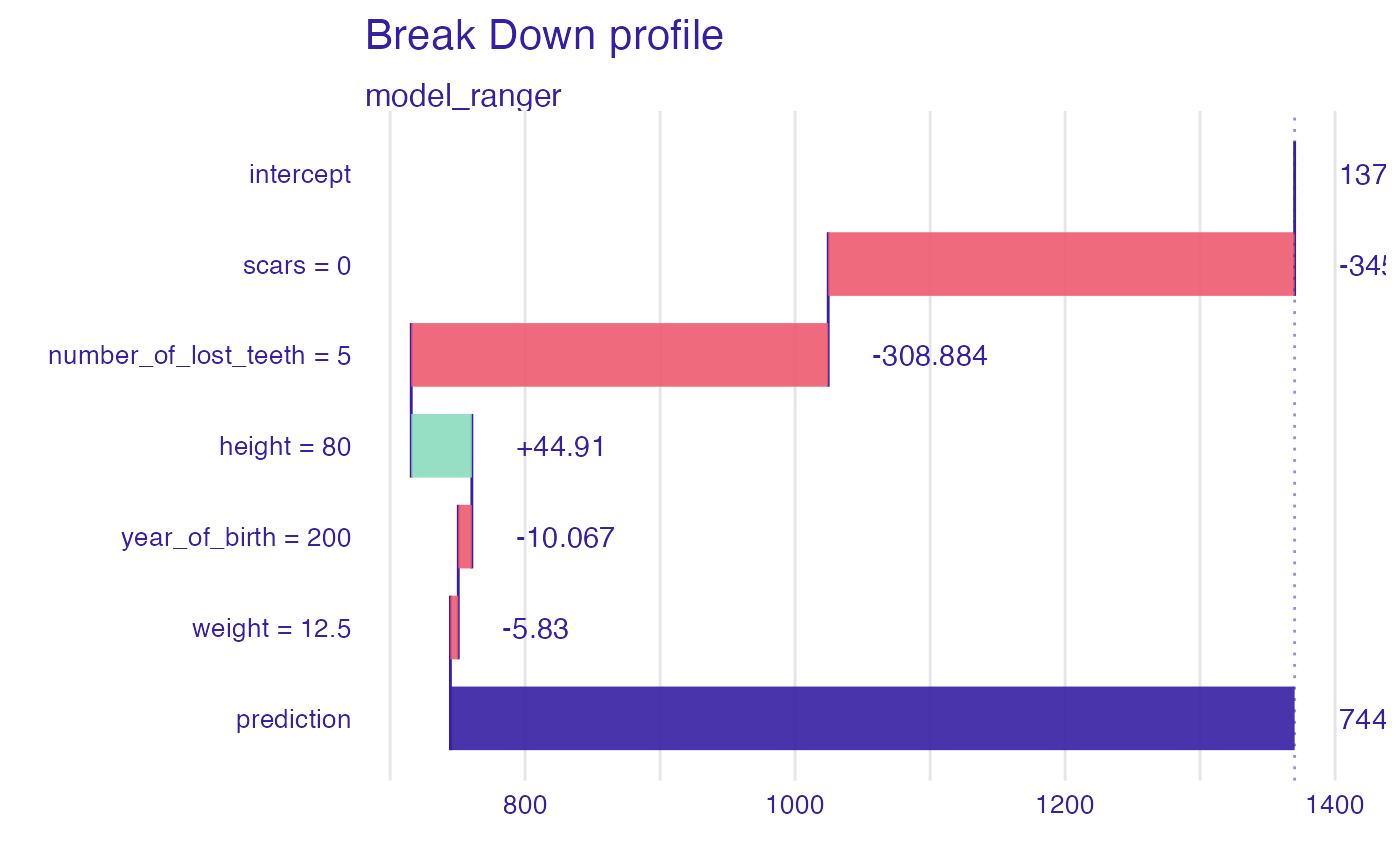 Break Down profile
model_ranger
intercept 137
scars = 0 -345
number_of_lost_teeth = 5 -308.884
height = 80 +44.91
year_of_birth = 200 -10.067
weight = 12.5 -5.83
prediction 744
800 1000 1200 1400